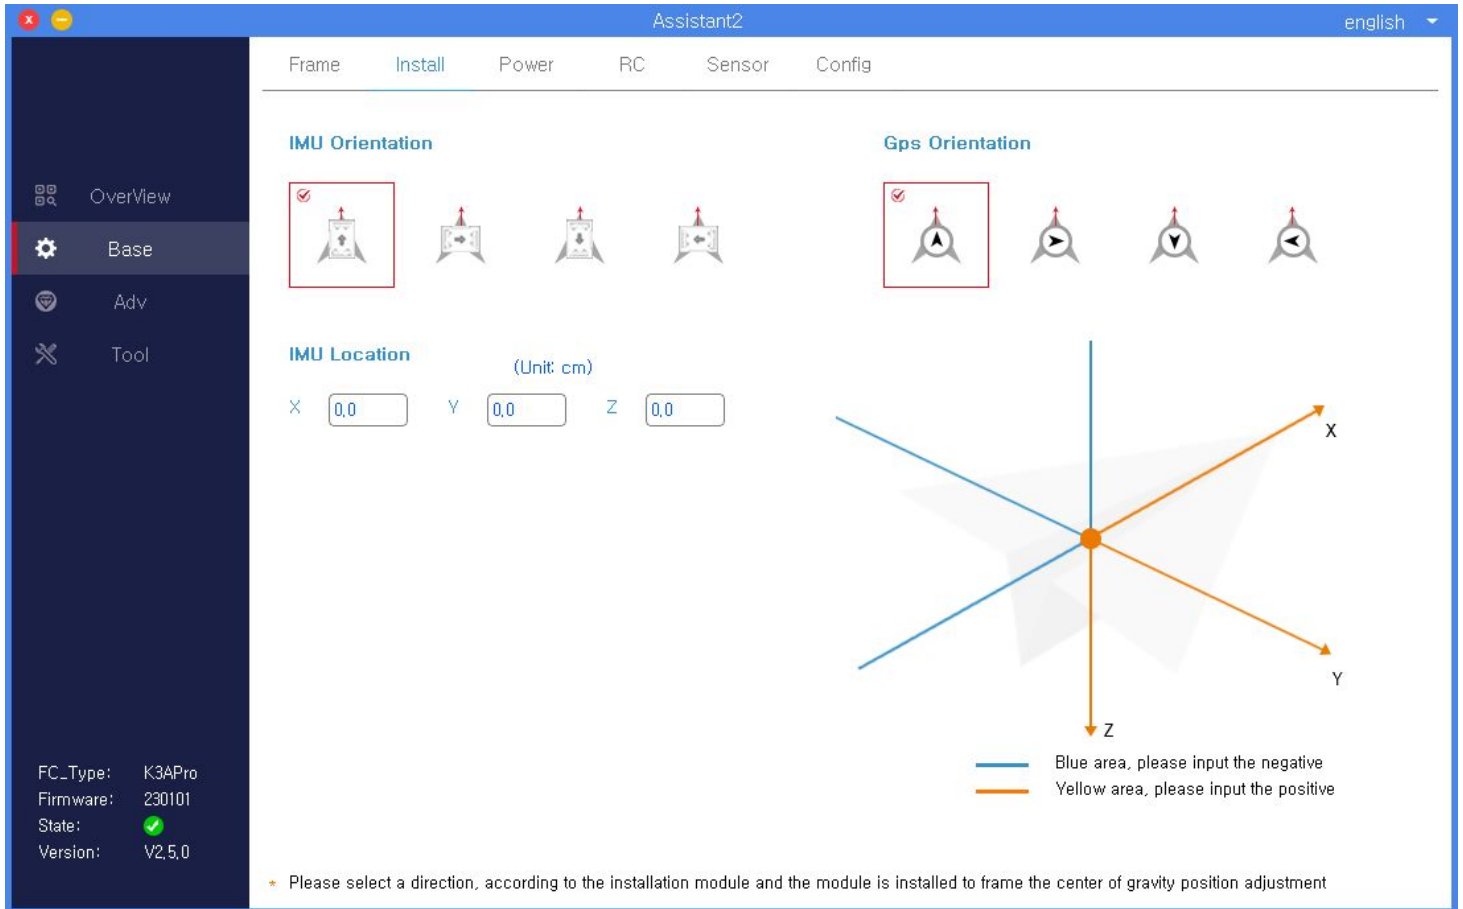 Assistant2
english
Frame Install Power RC Sensor Config
IMU Orientation
Gps Orientation
OverView
Base
Adv
Tool
IMU Location
(Unit: cm)
X 0,0 Y 0,0 Z 0,0
X
Y
Z
Blue area, please input the negative
Yellow area, please input the positive
FC_Type: K3APro
Firmware: 230101
State:
Version: V2,5,0
* Please select a direction, according to the installation module and the module is installed to frame the center of gravity position adjustment